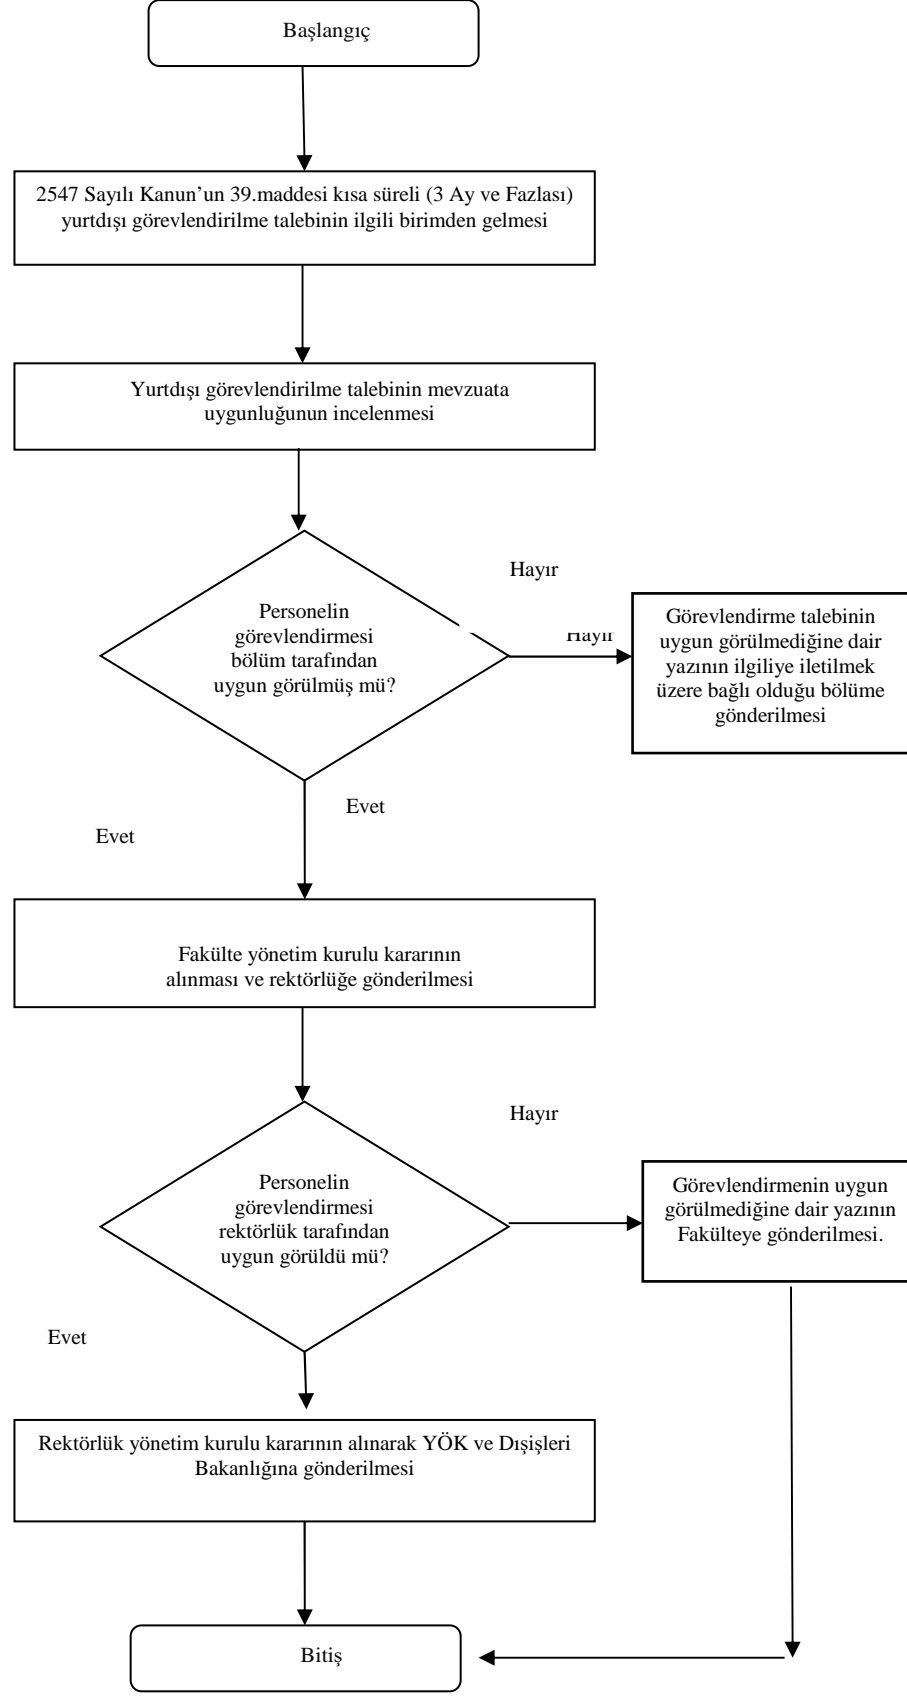 Başlangıç
2547 Sayılı Kanun’un 39.maddesi kısa süreli (3 Ay ve Fazlası)
yurtdışı görevlendirilme talebinin ilgili birimden gelmesi
Yurtdışı görevlendirilme talebinin mevzuata
uygunluğunun incelenmesi
Hayır
Personelin
görevlendirmesi
bölüm tarafından
uygun görülmüş mü?
Hayır
Görevlendirme talebinin
uygun görülmediğine dair
yazının ilgiliye iletilmek
üzere bağlı olduğu bölüme
gönderilmesi
Evet
Evet
Fakülte yönetim kurulu kararının
alınması ve rektörlüğe gönderilmesi
Hayır
Personelin
görevlendirmesi
rektörlük tarafından
uygun görüldü mü?
Görevlendirmenin uygun
görülmediğine dair yazının
Fakülteye gönderilmesi.
Evet
Rektörlük yönetim kurulu kararının alınarak YÖK ve Dışişleri
Bakanlığına gönderilmesi
Bitiş